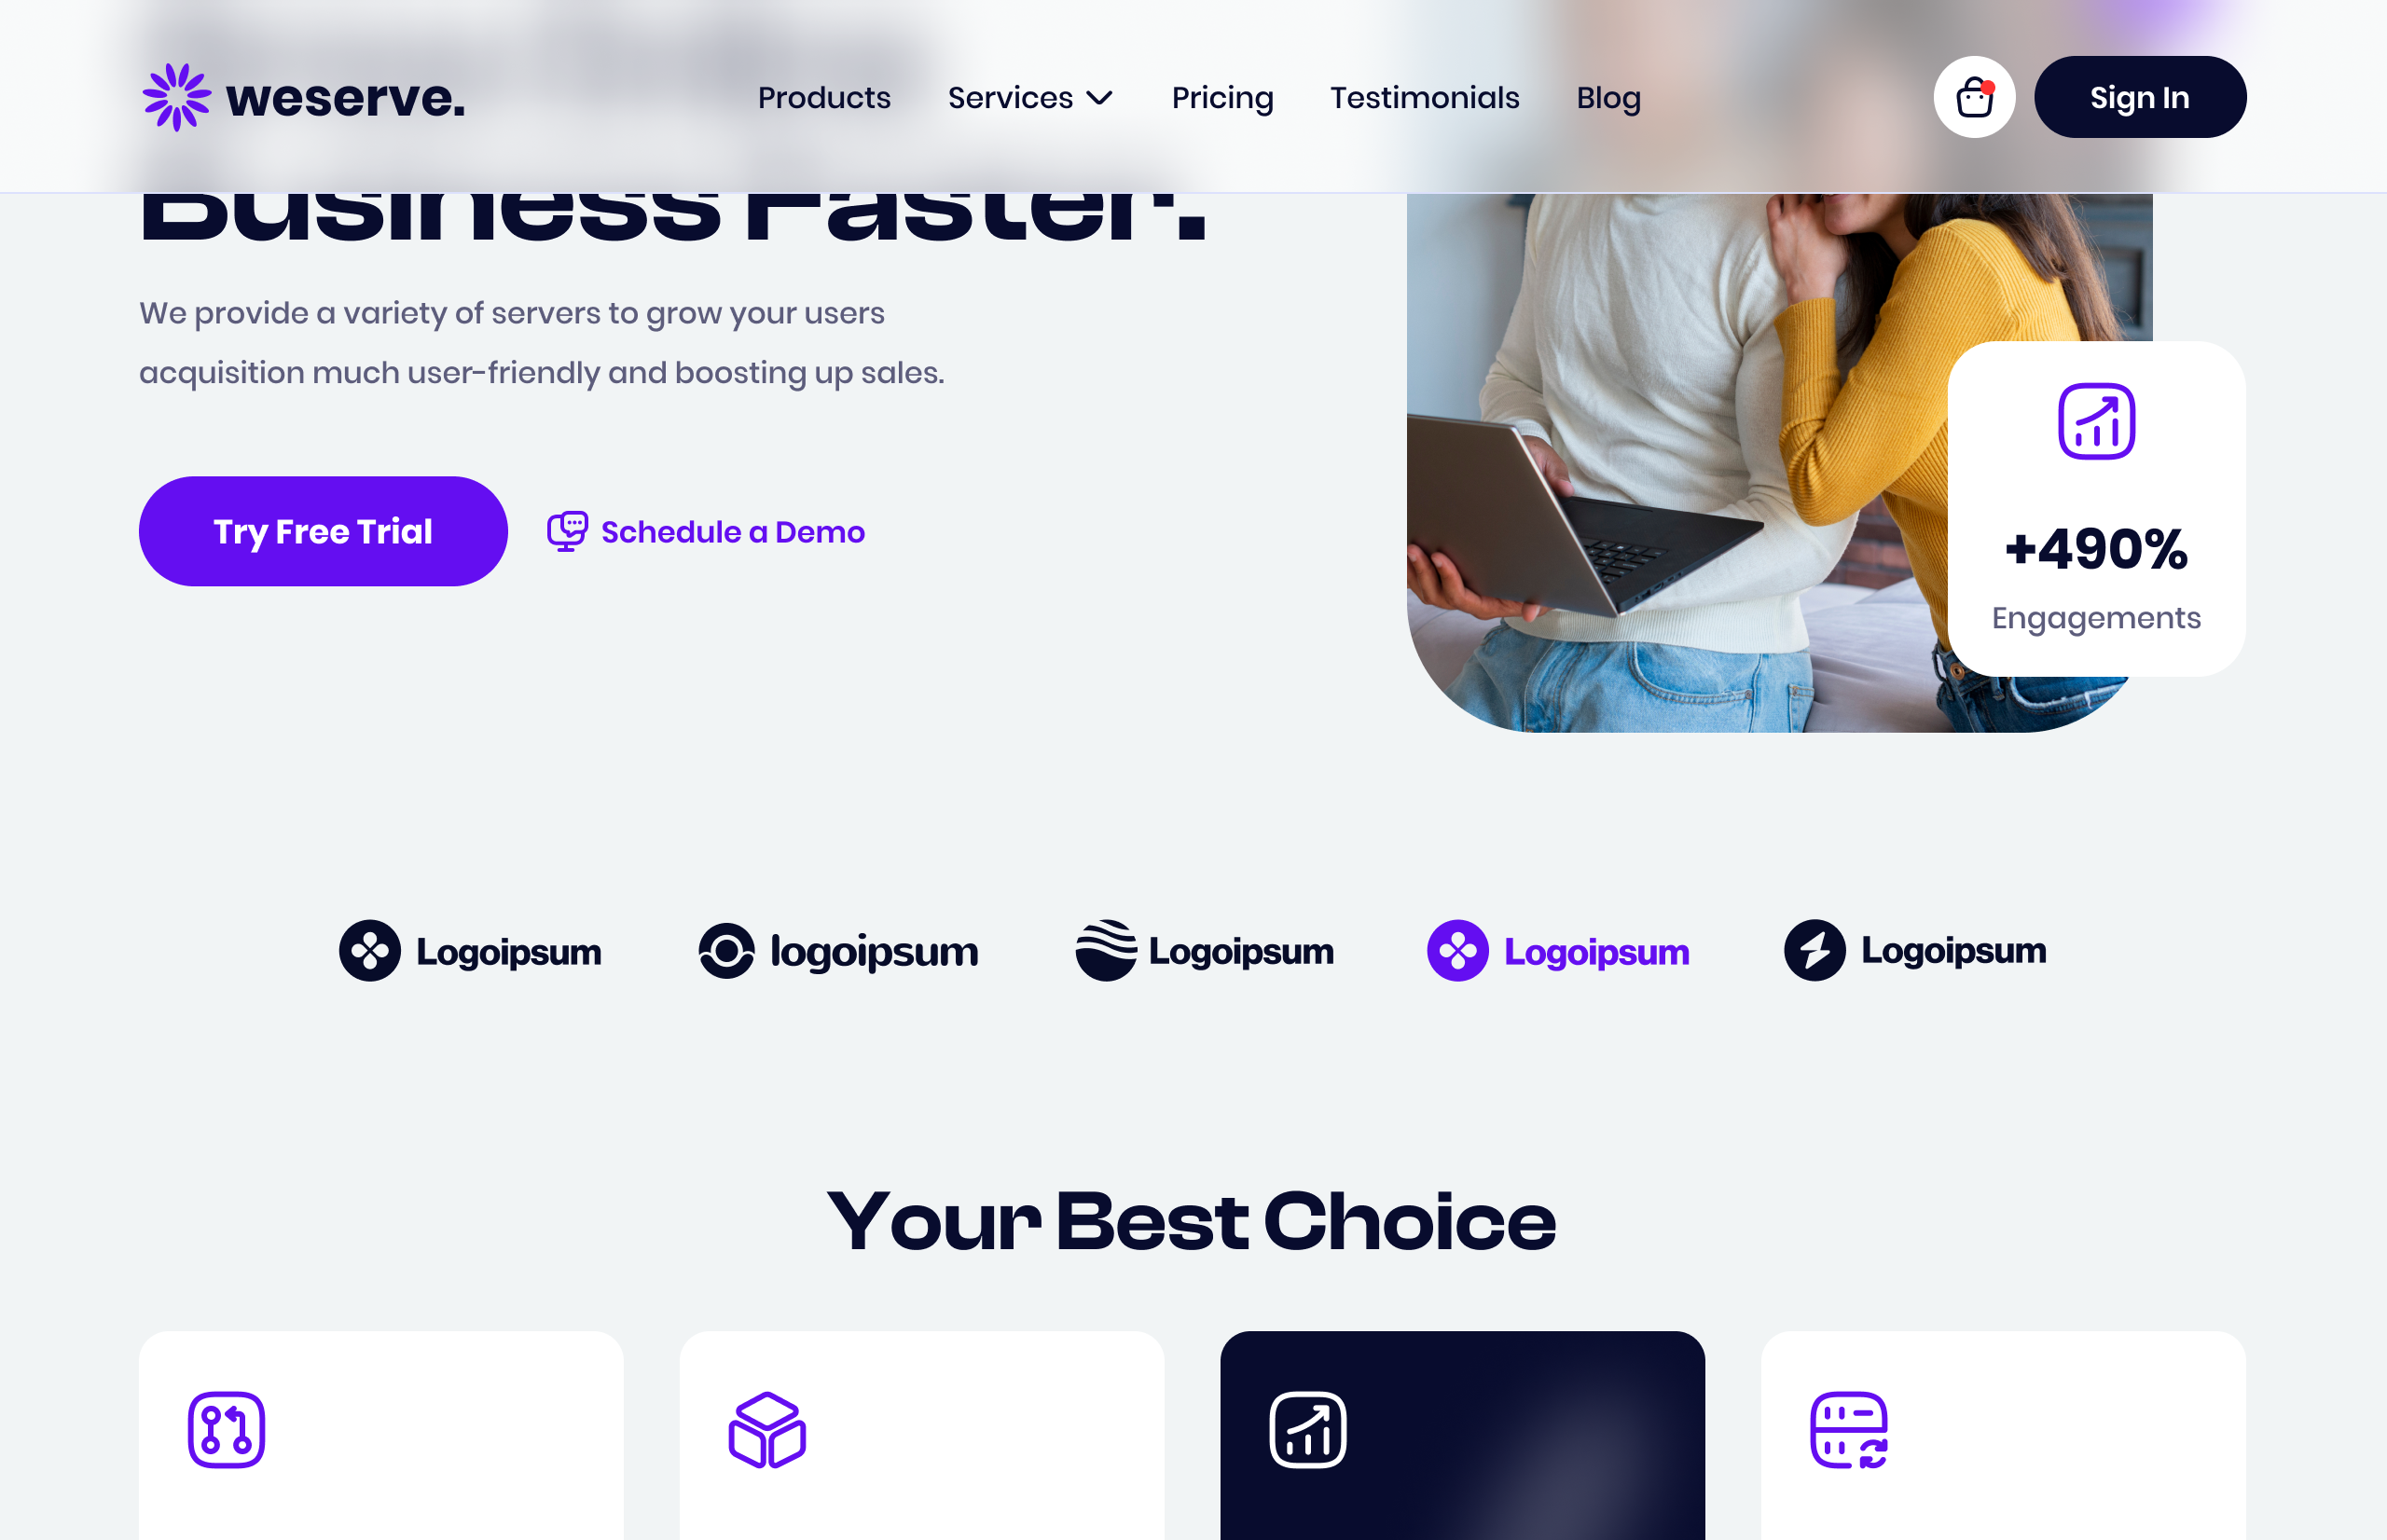 weserve.
Products Services Pricing Testimonials Blog
Sign In
Business Faster.
We provide a variety of servers to grow your users
acquisition much user-friendly and boosting up sales.
Try Free Trial
Schedule a Demo
+490%
Engagements
Logoipsum logoipsum Logoipsum Logoipsum Logoipsum
Your Best Choice